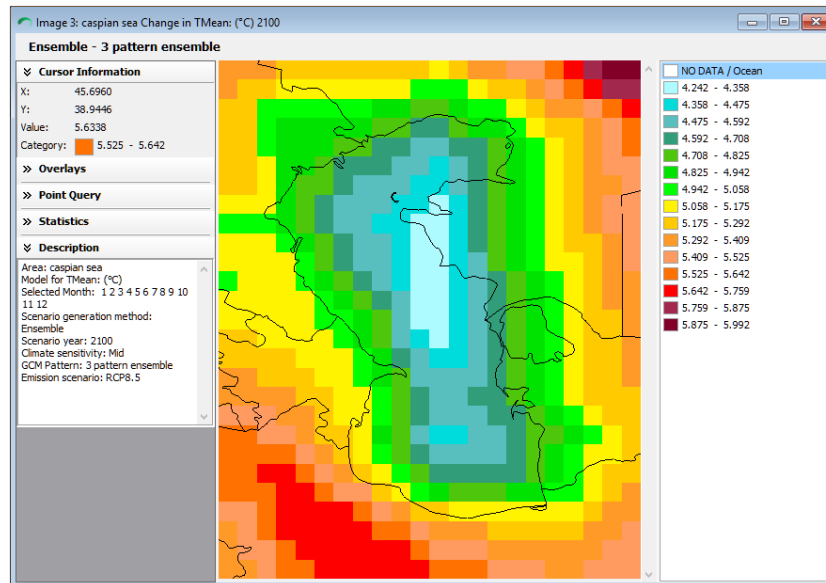 Image 3: caspian sea Change in TMean: (°C) 2100
Ensemble - 3 pattern ensemble
Cursor Information
X: 45.6960
Y: 38.9446
Value: 5.6338
Category: 5.525 - 5.642
Overlays
Point Query
Statistics
Description
Area: caspian sea
Model for TMean: (°C)
Selected Month: 1 2 3 4 5 6 7 8 9 10
11 12
Scenario generation method:
Ensemble
Scenario year: 2100
Climate sensitivity: Mid
GCM Pattern: 3 pattern ensemble
Emission scenario: RCP8.5
NO DATA / Ocean
4.242 - 4.358
4.358 - 4.475
4.475 - 4.592
4.592 - 4.708
4.708 - 4.825
4.825 - 4.942
4.942 - 5.058
5.058 - 5.175
5.175 - 5.292
5.292 - 5.409
5.409 - 5.525
5.525 - 5.642
5.642 - 5.759
5.759 - 5.875
5.875 - 5.992